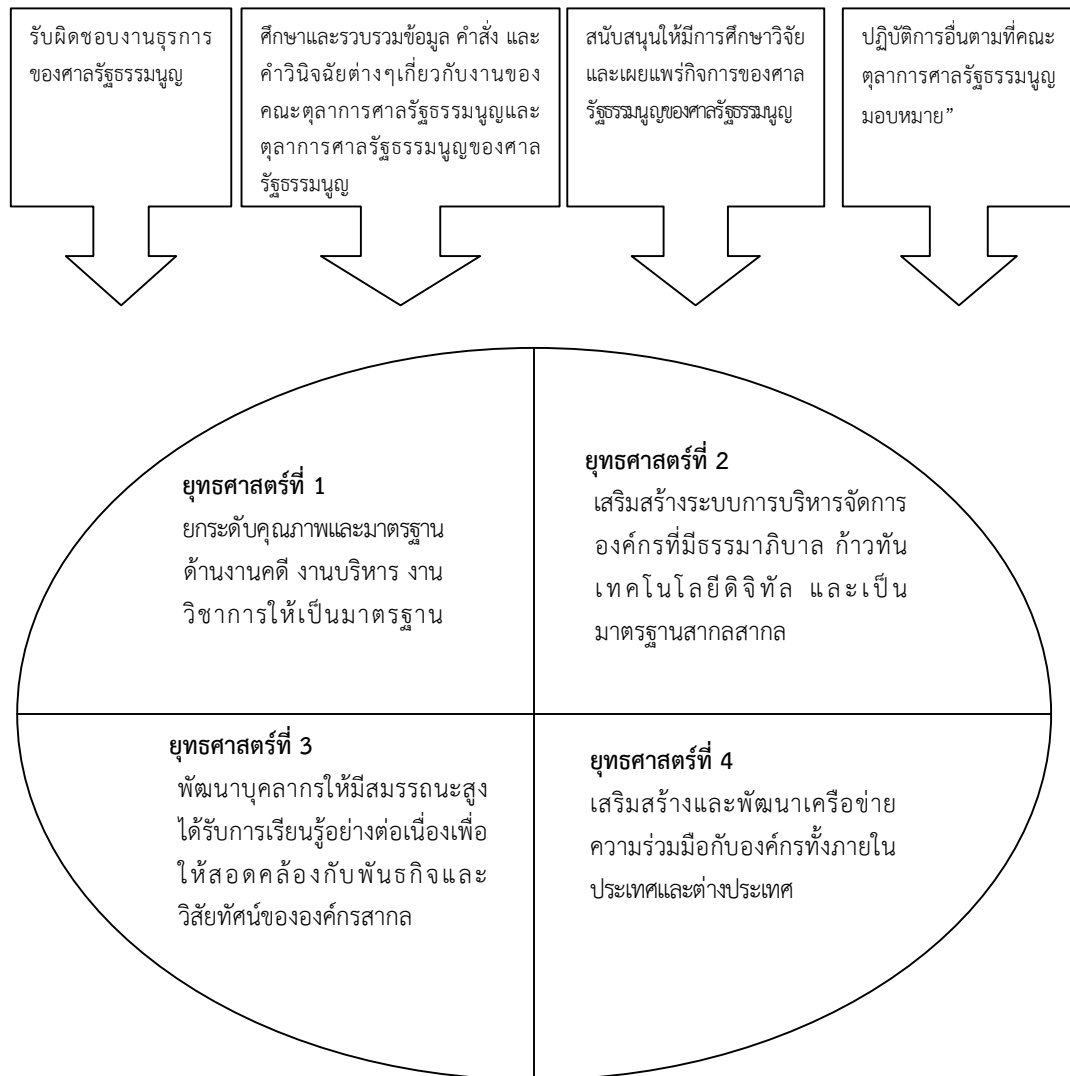 รับผิดชอบงานธุรการ
ของศาลรัฐธรรมนูญ
ศึกษาและรวบรวมข้อมูล คำสั่ง และ
คำวินิจฉัยต่างๆเกี่ยวกับงานของ
คณะตุลาการศาลรัฐธรรมนูญและ
ตุลาการศาลรัฐธรรมนูญของศาล
รัฐธรรมนูญ
สนับสนุนให้มีการศึกษาวิจัย
และเผยแพร่กิจการของศาล
รัฐธรรมนูญของศาลรัฐธรรมนูญ
ปฏิบัติการอื่นตามที่คณะ
ตุลาการศาลรัฐธรรมนูญ
มอบหมาย”
ยุทธศาสตร์ที่ 1
ยกระดับคุณภาพและมาตรฐาน
ด้านงานคดี งานบริหาร งาน
วิชาการให้เป็นมาตรฐาน
ยุทธศาสตร์ที่ 2
เสริมสร้างระบบการบริหารจัดการ
องค์กรที่มีธรรมาภิบาล ก้าวทัน
เทคโนโลยีดิจิทัล และเป็น
มาตรฐานสากลสากล
ยุทธศาสตร์ที่ 3
พัฒนาบุคลากรให้มีสมรรถนะสูง
ได้รับการเรียนรู้อย่างต่อเนื่องเพื่อ
ให้สอดคล้องกับพันธกิจและ
วิสัยทัศน์ขององค์กรสากล
ยุทธศาสตร์ที่ 4
เสริมสร้างและพัฒนาเครือข่าย
ความร่วมมือกับองค์กรทั้งภายใน
ประเทศและต่างประเทศ